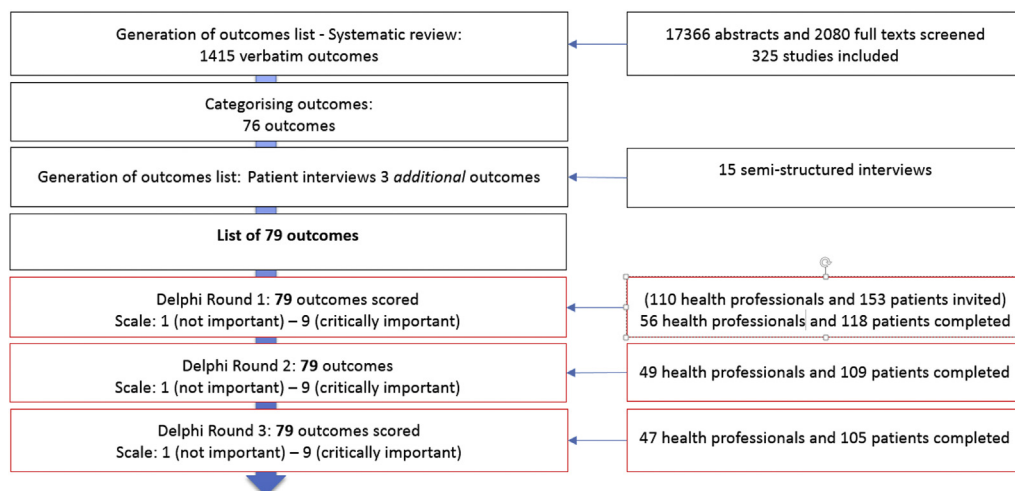 Generation of outcomes list - Systematic review:
1415 verbatim outcomes
17366 abstracts and 2080 full texts screened
325 studies included
Categorising outcomes:
76 outcomes
Generation of outcomes list: Patient interviews 3 additional outcomes
15 semi-structured interviews
List of 79 outcomes
Delphi Round 1: 79 outcomes scored
Scale: 1 (not important) – 9 (critically important)
(110 health professionals and 153 patients invited)
56 health professionals and 118 patients completed
Delphi Round 2: 79 outcomes
Scale: 1 (not important) – 9 (critically important)
49 health professionals and 109 patients completed
Delphi Round 3: 79 outcomes scored
Scale: 1 (not important) – 9 (critically important)
47 health professionals and 105 patients completed